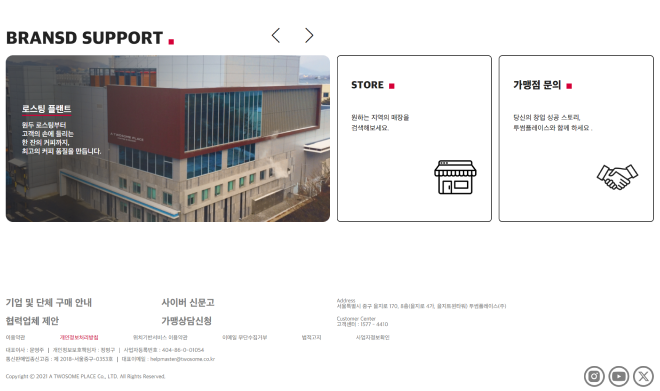 BRANSD SUPPORT
로스팅 플랜트
원두 로스팅부터
고객의 손에 들리는
한 잔의 커피까지,
최고의 커피 품질을 만듭니다.
A TWOSOME PLACE
STORE
원하는 지역의 매장을
검색해보세요.
가맹점 문의
당신의 창업 성공 스토리,
투썸플레이스와 함께 하세요 .
기업 및 단체 구매 안내
사이버 신문고
협력업체 제안
가맹상담신청
Address
서울특별시 중구 을지로 170, 8층(을지로 4가, 을지트윈타워) 투썸플레이스(주)
Customer Center
고객센터 : 1577 - 4410
이용약관
개인정보처리방침
위치기반서비스 이용약관
이메일 무단수집거부
법적고지
사업자정보확인
대표이사 : 문영주 | 개인정보보호책임자 : | 사업자등록번호 : 404-86-0-01054
통신판매업종신고증 : 제 2018-서울중구-0353호 | 대표이메일 : helpmaster@twosome.co.kr
Copyright ⓒ 2021 A TWOSOME PLACE Co., LTD. All Rights Reserved.